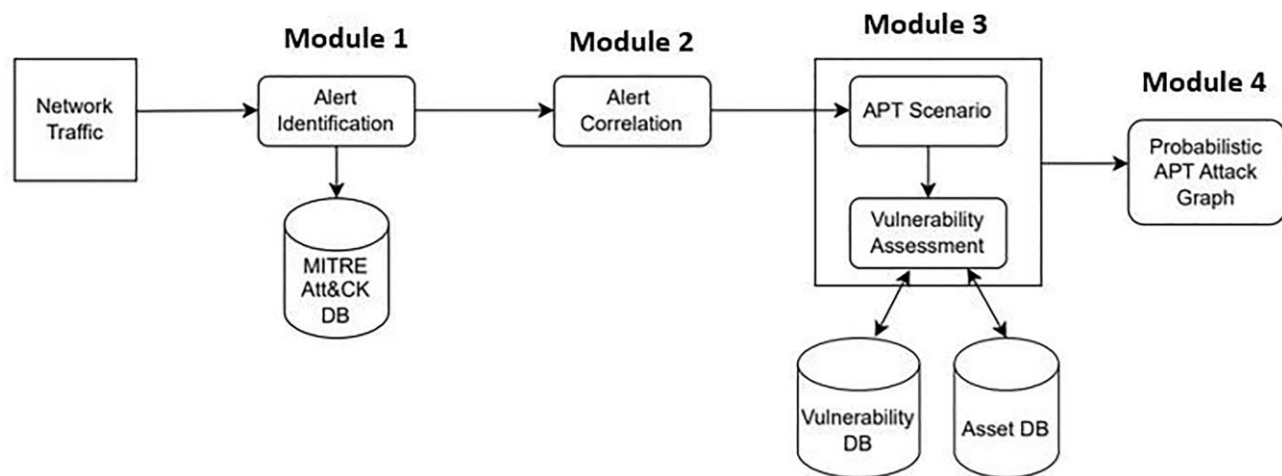 Module 1
Module 2
Module 3
Module 4
Network
Traffic
Alert
Identification
Alert
Correlation
APT Scenario
Probabilistic
APT Attack
Graph
Vulnerability
Assessment
MITRE
Att&CK
DB
Vulnerability
DB
Asset DB